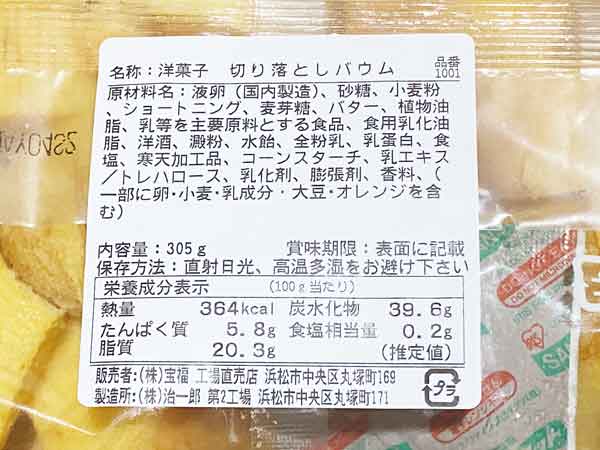 名称：洋菓子　切り落としバウム
品番
1001
原材料名：液卵（国内製造）、砂糖、小麦粉
、ショートニング、麦芽糖、バター、植物油
脂、乳等を主要原料とする食品、食用乳化油
脂、洋酒、澱粉、水飴、全粉乳、乳蛋白、食
塩、寒天加工品、コーンスターチ、乳エキス
／トレハロース、乳化剤、膨張剤、香料、（
一部に卵・小麦・乳成分・大豆・オレンジを含
む）
内容量：305g　賞味期限：表面に記載
保存方法：直射日光、高温多湿をお避け下さい
栄養成分表示　（100g当たり）
熱量　364kcal　炭水化物　39.6g
たんぱく質　5.8g　食塩相当量　0.2g
脂質　20.3g　（推定値）
販売者：（株）宝福 工場直売店 浜松市中央区丸塚町169
製造所：（株）治一郎 第2工場 浜松市中央区丸塚町171
プラ